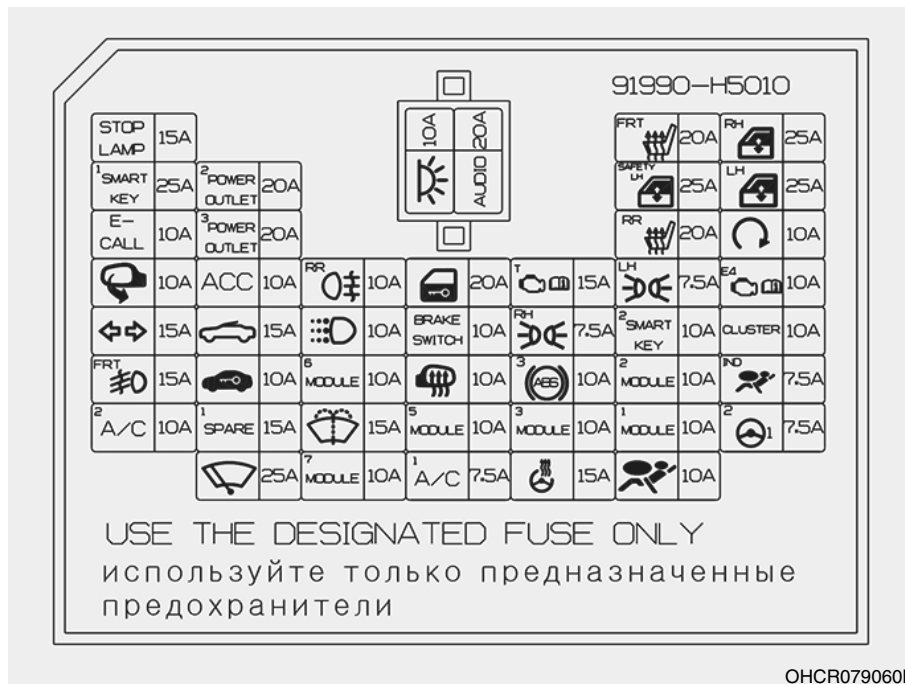 91990-H5010
10A 20A
AUDIO
STOP LAMP 15A FRT 20A RH 25A
1 SMART KEY 25A 2 POWER OUTLET 20A SAFETY LH 25A LH 25A
E-CALL 10A 3 POWER OUTLET 20A RR 20A 10A
10A ACC 10A RR 10A 20A T 15A LH 7.5A E4 10A
15A 15A 10A BRAKE SWITCH 10A RH 7.5A 2 SMART KEY 10A CLUSTER 10A
FRT 15A 10A 6 MODULE 10A 10A 3 ABS 10A 2 MODULE 10A IND 7.5A
2 A/C 10A 1 SPARE 15A 15A 5 MODULE 10A 3 MODULE 10A 1 MODULE 10A 2 1 7.5A
25A 7 MODULE 10A 1 A/C 7.5A 15A 10A
USE THE DESIGNATED FUSE ONLY
используйте только предназначенные
предохранители